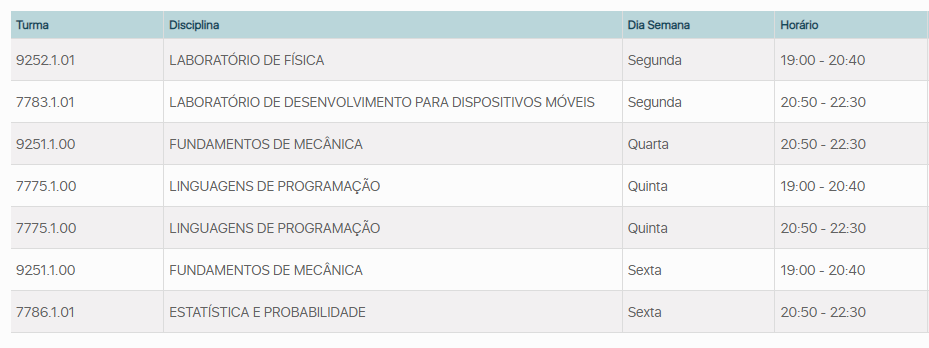 Turma Disciplina Dia Semana Horário
9252.1.01 LABORATÓRIO DE FÍSICA Segunda 19:00 - 20:40
7783.1.01 LABORATÓRIO DE DESENVOLVIMENTO PARA DISPOSITIVOS MÓVEIS Segunda 20:50 - 22:30
9251.1.00 FUNDAMENTOS DE MECÂNICA Quarta 20:50 - 22:30
7775.1.00 LINGUAGENS DE PROGRAMAÇÃO Quinta 19:00 - 20:40
7775.1.00 LINGUAGENS DE PROGRAMAÇÃO Quinta 20:50 - 22:30
9251.1.00 FUNDAMENTOS DE MECÂNICA Sexta 19:00 - 20:40
7786.1.01 ESTATÍSTICA E PROBABILIDADE Sexta 20:50 - 22:30